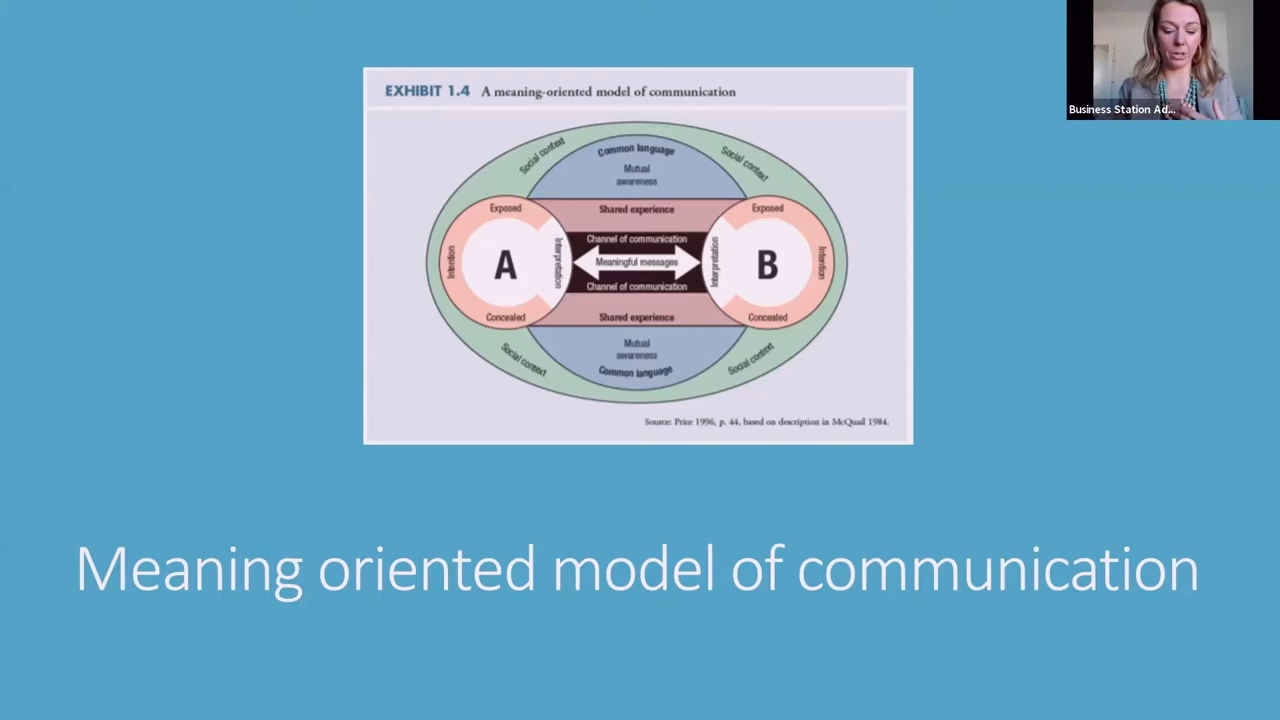 Business Station Ad...
EXHIBIT 1.4 A meaning-oriented model of communication
Social context
Common language
Social context
Mutual
awareness
Exposed
Shared experience
Exposed
Channel of communication
Intention
A
Interpretation
Meaningful messages
Interpretation
B
Intention
Channel of communication
Concealed
Shared experience
Concealed
Mutual
awareness
Social context
Common language
Social context
Source: Price 1996, p. 44, based on description in McQuail 1984.
Meaning oriented model of communication